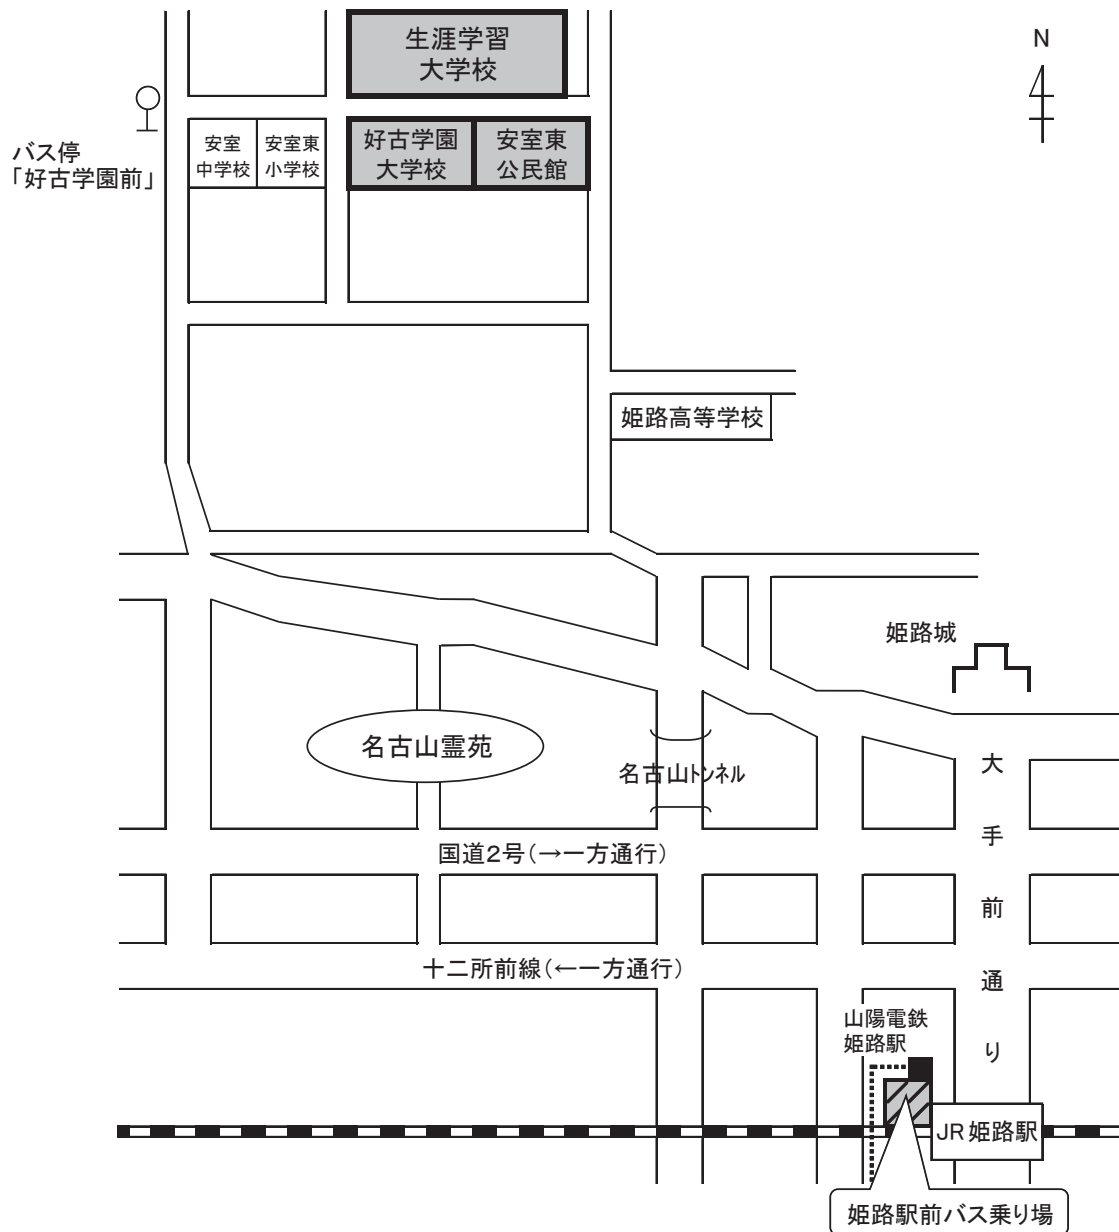 生涯学習
大学校
N
バス停
「好古学園前」
安室
中学校
安室東
小学校
好古学園
大学校
安室東
公民館
姫路高等学校
姫路城
名古山霊苑
名古山トンネル
大手前通り
国道2号(→一方通行)
十二所前線(←一方通行)
山陽電鉄
姫路駅
JR姫路駅
姫路駅前バス乗り場